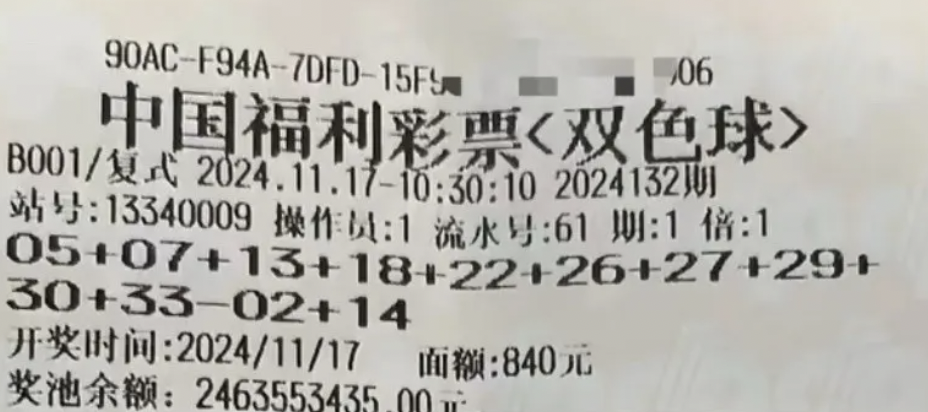 90AC-F94A-7DFD-15F9 06
中国福利彩票<双色球>
B001/复式 2024.11.17-10:30:10 2024132期
站号:13340009 操作员:1 流水号:61 期:1 倍:1
05+07+13+18+22+26+27+29+
30+33-02+14
开奖时间:2024/11/17 面额:840元
奖池余额: 2463553435.00元